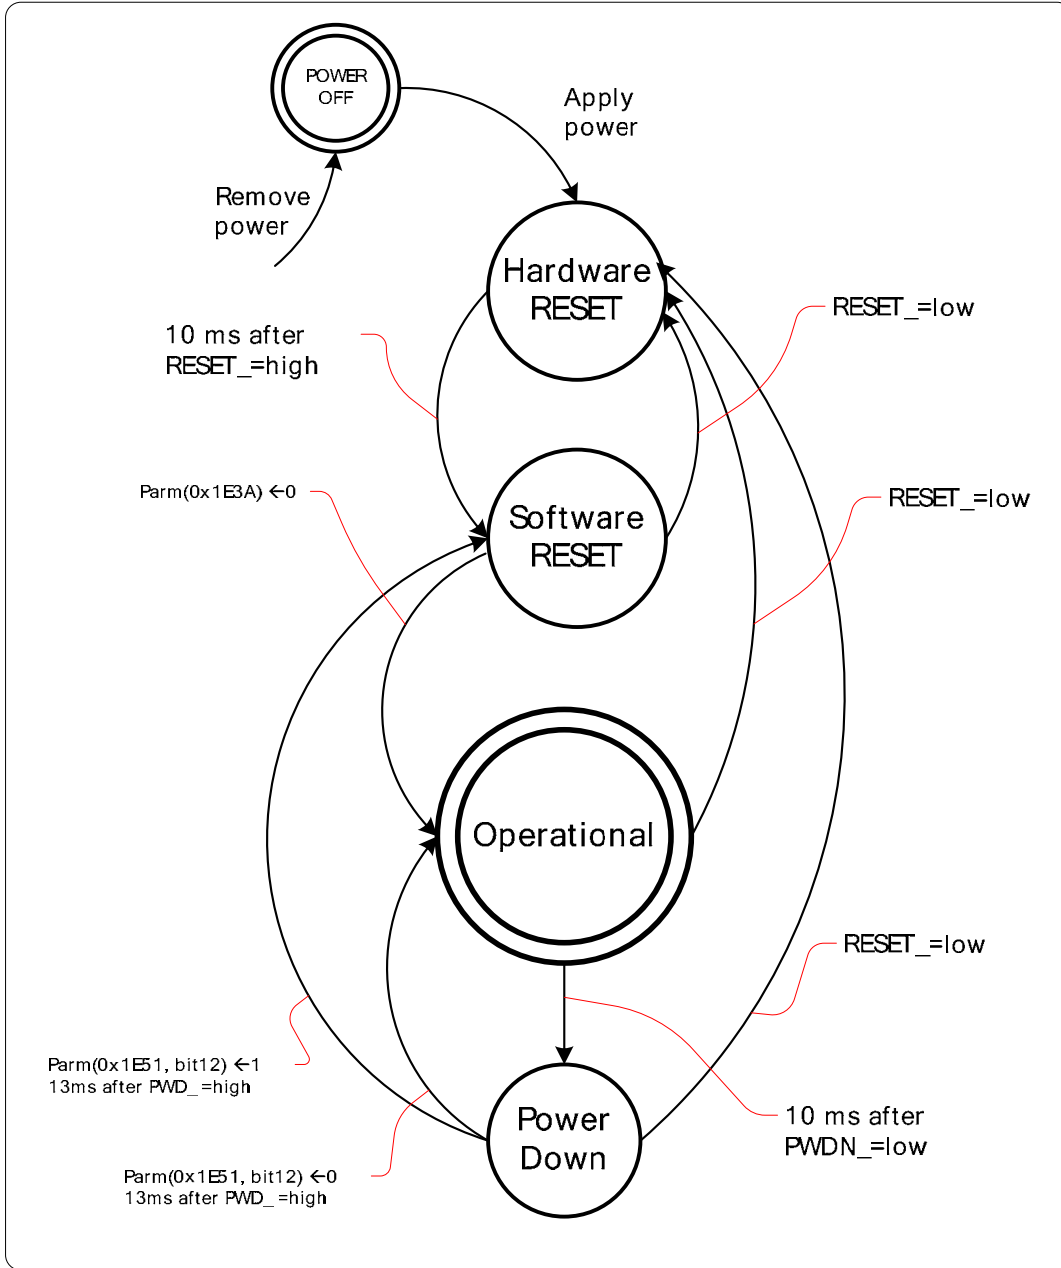 POWER
OFF
Apply
power
Remove
power
Hardware
RESET
RESET_=low
10 ms after
RESET_=high
Parm(0x1E3A) ←0
RESET_=low
Software
RESET
Operational
RESET_=low
Parm(0x1E51, bit12) ←1
13ms after PWD_=high
Power
Down
10 ms after
PWDN_=low
Parm(0x1E51, bit12) ←0
13ms after PWD_=high